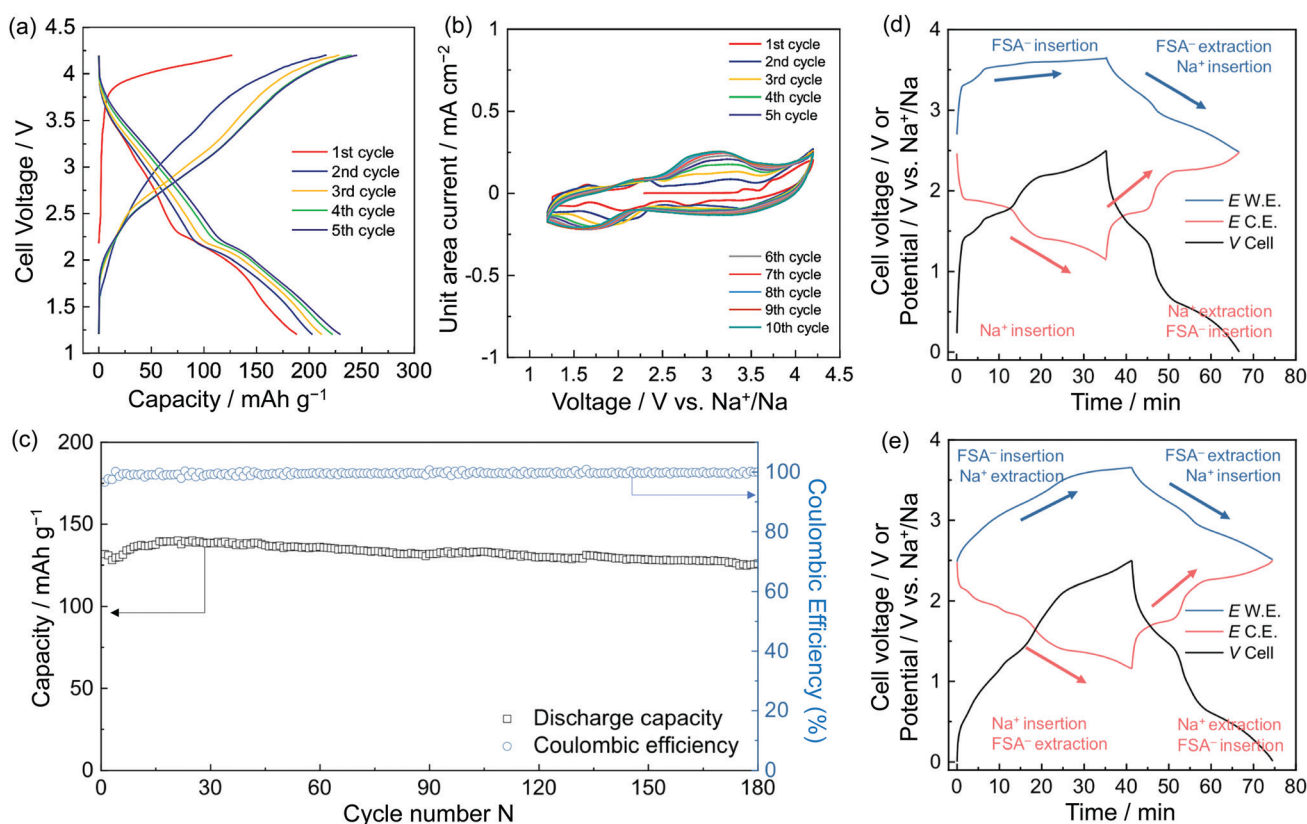 (a)
4.5
4
3.5
3
2.5
2
1.5
1
Cell Voltage / V
1st cycle
2nd cycle
3rd cycle
4th cycle
5th cycle
0
50
100
150
200
250
300
Capacity / mAh g⁻¹
(b)
1
0.5
0
-0.5
-1
Unit area current / mA cm⁻²
1st cycle
2nd cycle
3rd cycle
4th cycle
5h cycle
6th cycle
7th cycle
8th cycle
9th cycle
10th cycle
1
1.5
2
2.5
3
3.5
4
4.5
Voltage / V vs. Na⁺/Na
(c)
200
150
100
50
0
Capacity / mAh g⁻¹
Discharge capacity
Coulombic efficiency
100
80
60
40
20
0
Coulombic Efficiency (%)
0
30
60
90
120
150
180
Cycle number N
(d)
4
3
2
1
0
Cell voltage / V or
Potential / V vs. Na⁺/Na
FSA⁻ insertion
FSA⁻ extraction
Na⁺ insertion
E W.E.
E C.E.
V Cell
Na⁺ insertion
Na⁺ extraction
FSA⁻ insertion
0
10
20
30
40
50
60
70
80
Time / min
(e)
4
3
2
1
0
Cell voltage / V or
Potential / V vs. Na⁺/Na
FSA⁻ insertion
Na⁺ extraction
FSA⁻ extraction
Na⁺ insertion
E W.E.
E C.E.
V Cell
Na⁺ insertion
FSA⁻ extraction
Na⁺ extraction
FSA⁻ insertion
0
10
20
30
40
50
60
70
80
Time / min